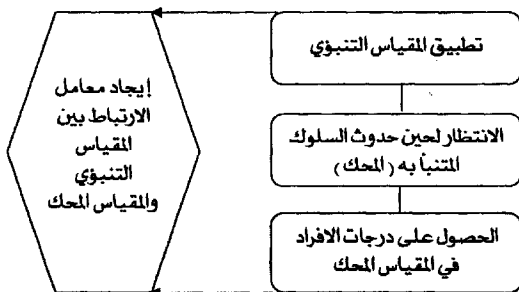 تطبيق المقياس التنبؤي
الانتظار لحين حدوث السلوك
المتنبأ به (المحك)
الحصول على درجات الافراد
في المقياس المحك
إيجاد معامل
الارتباط بين
المقياس
التنبؤي
والمقياس المحك